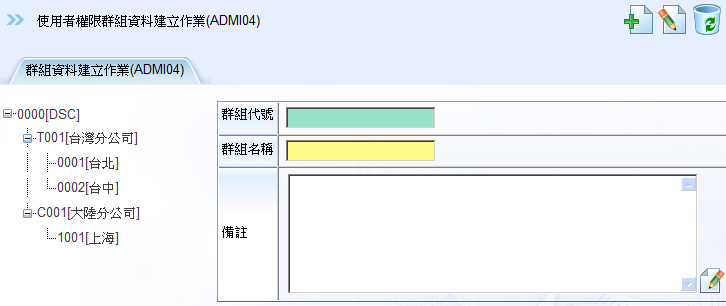 使用者權限群組資料建立作業(ADMI04)
群組資料建立作業(ADMI04)
0000[DSC]
T001[台灣分公司]
0001[台北]
0002[台中]
C001[大陸分公司]
1001[上海]
群組代號
群組名稱
備註